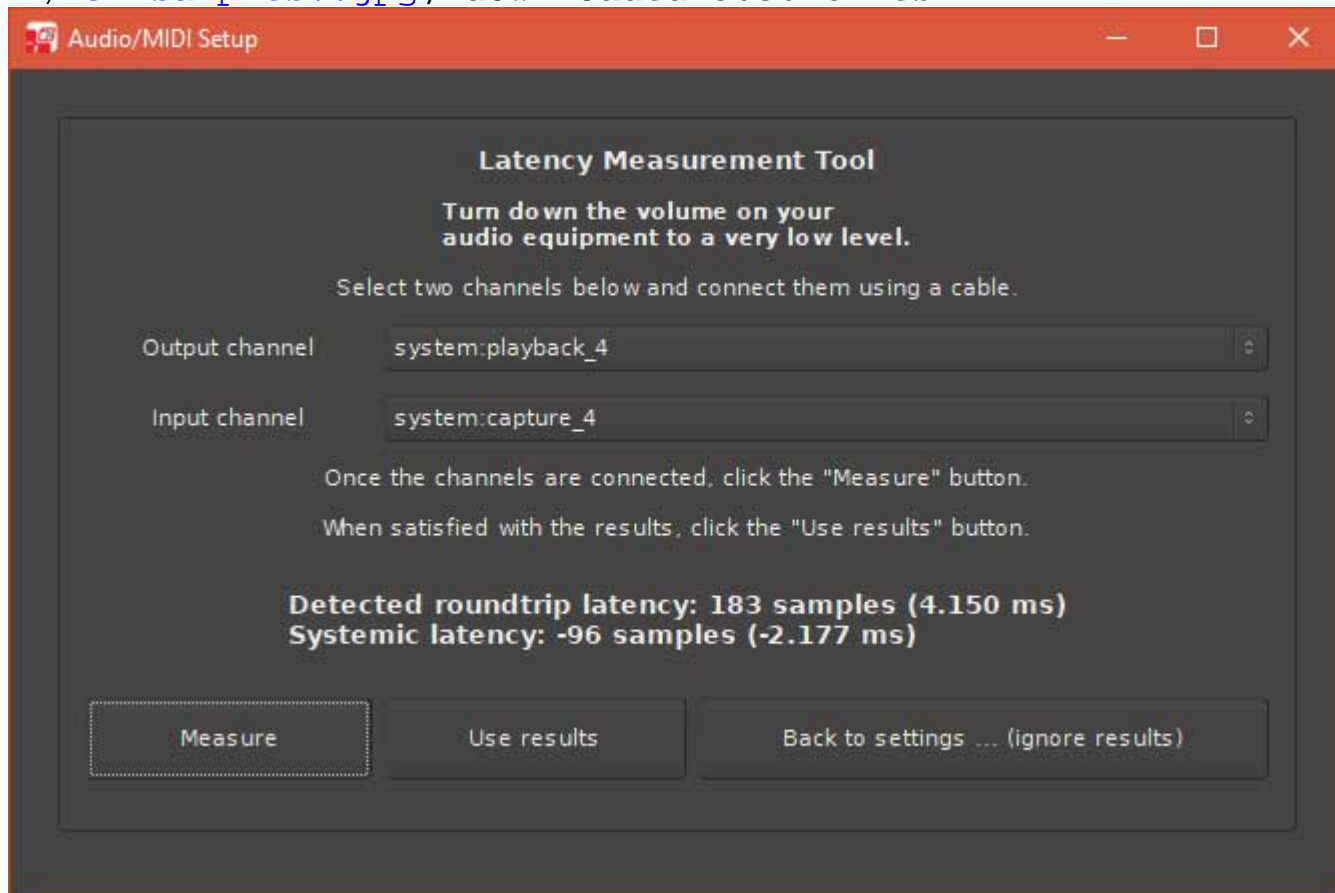 Audio/MIDI Setup
Latency Measurement Tool
Turn down the volume on your
audio equipment to a very low level.
Select two channels below and connect them using a cable.
Output channel system:playback_4
Input channel system:capture_4
Once the channels are connected, click the "Measure" button.
When satisfied with the results, click the "Use results" button.
Detected roundtrip latency: 183 samples (4.150 ms)
Systemic latency: -96 samples (-2.177 ms)
Measure Use results Back to settings ... (ignore results)